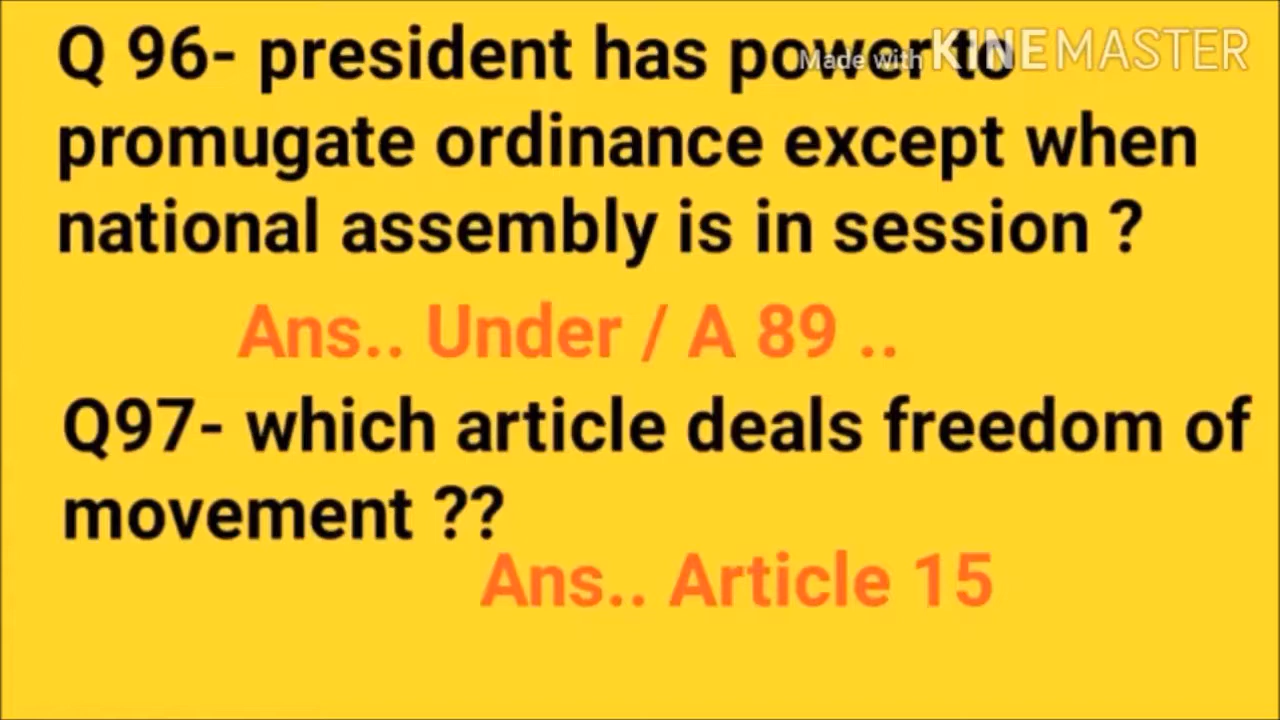 Q 96- president has power to
Made with KINEMASTER
promugate ordinance except when
national assembly is in session ?
Ans.. Under / A 89 ..
Q97- which article deals freedom of
movement ??
Ans.. Article 15